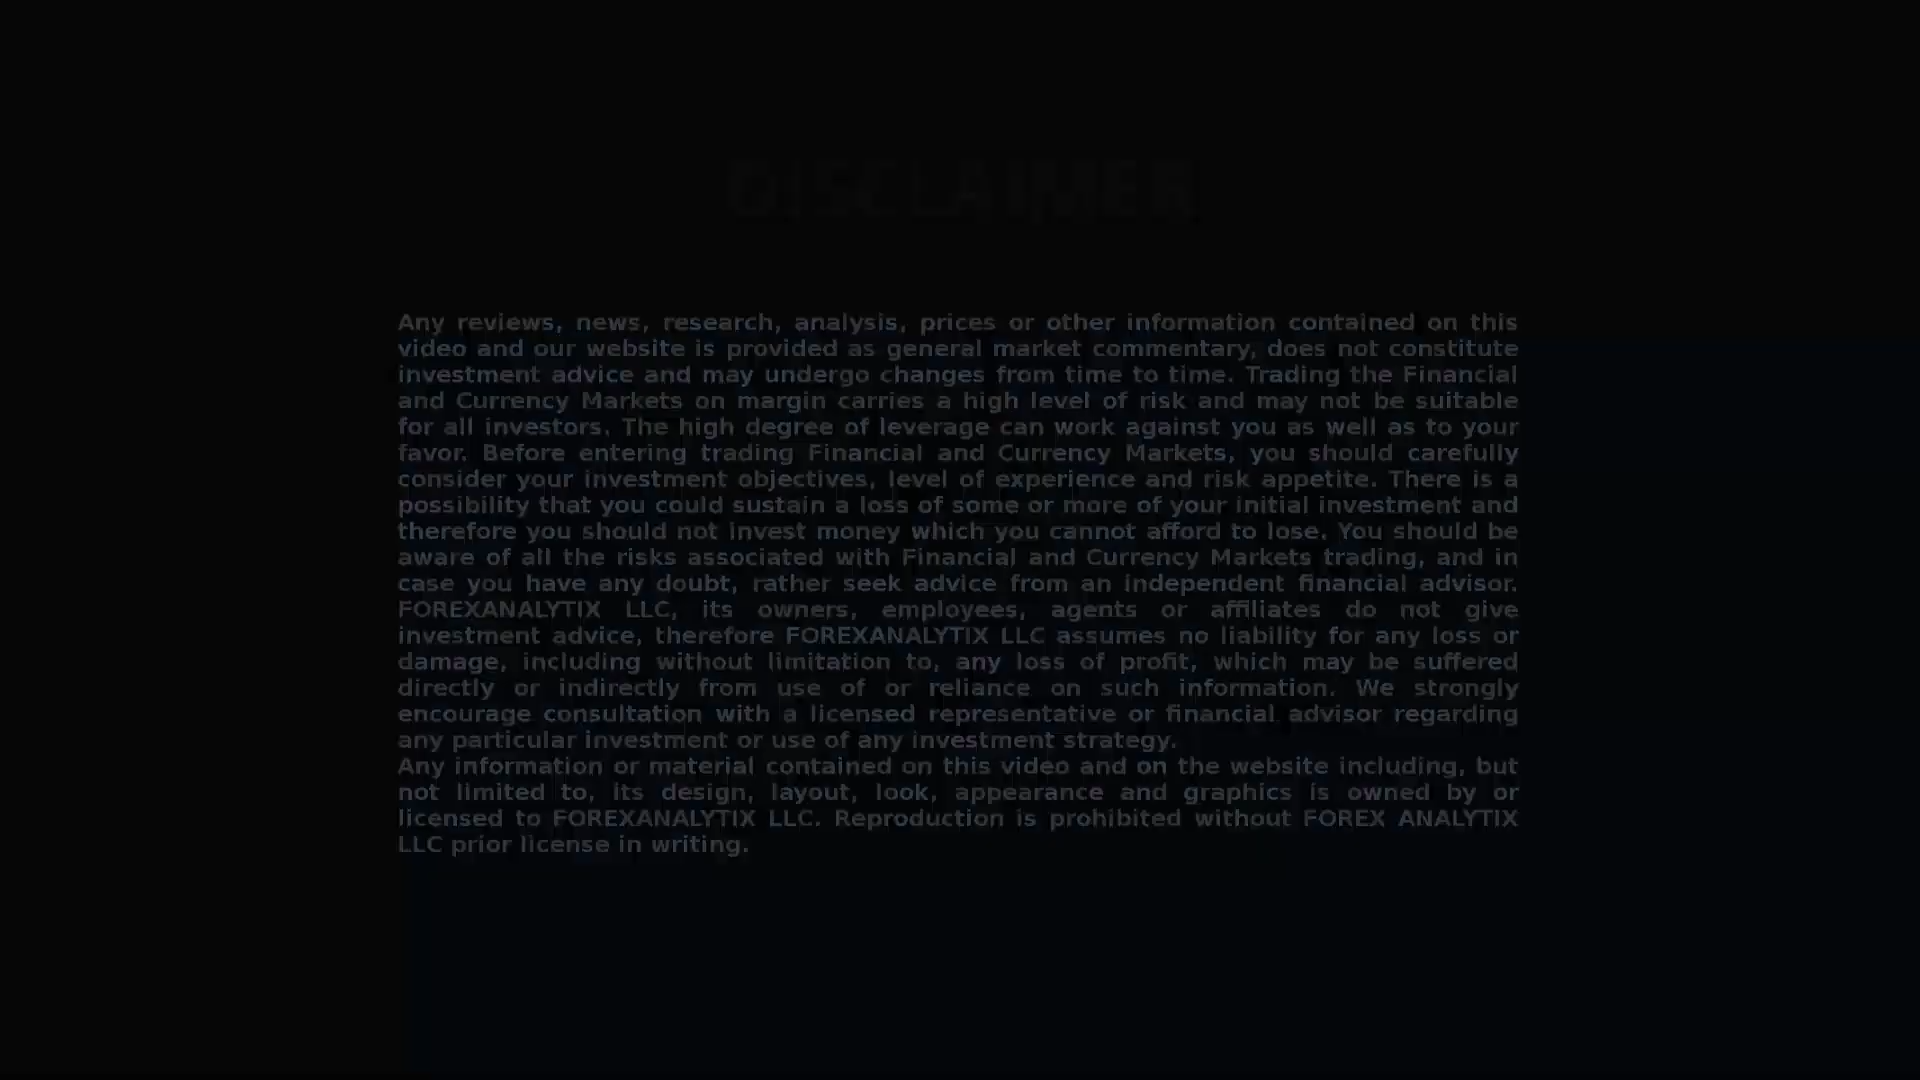 DISCLAIMER
Any reviews, news, research, analysis, prices or other information contained on this
video and our website is provided as general market commentary, does not constitute
investment advice and may undergo changes from time to time. Trading the Financial
and Currency Markets on margin carries a high level of risk and may not be suitable
for all investors. The high degree of leverage can work against you as well as to your
favor. Before entering trading Financial and Currency Markets, you should carefully
consider your investment objectives, level of experience and risk appetite. There is a
possibility that you could sustain a loss of some or more of your initial investment and
therefore you should not invest money which you cannot afford to lose. You should be
aware of all the risks associated with Financial and Currency Markets trading, and in
case you have any doubt, rather seek advice from an independent financial advisor.
FOREXANALYTIX LLC, its owners, employees, agents or affiliates do not give
investment advice, therefore FOREXANALYTIX LLC assumes no liability for any loss or
damage, including without limitation to, any loss of profit, which may be suffered
directly or indirectly from use of or reliance on such information. We strongly
encourage consultation with a licensed representative or financial advisor regarding
any particular investment or use of any investment strategy.
Any information or material contained on this video and on the website including, but
not limited to, its design, layout, look, appearance and graphics is owned by or
licensed to FOREXANALYTIX LLC. Reproduction is prohibited without FOREX ANALYTIX
LLC prior license in writing.